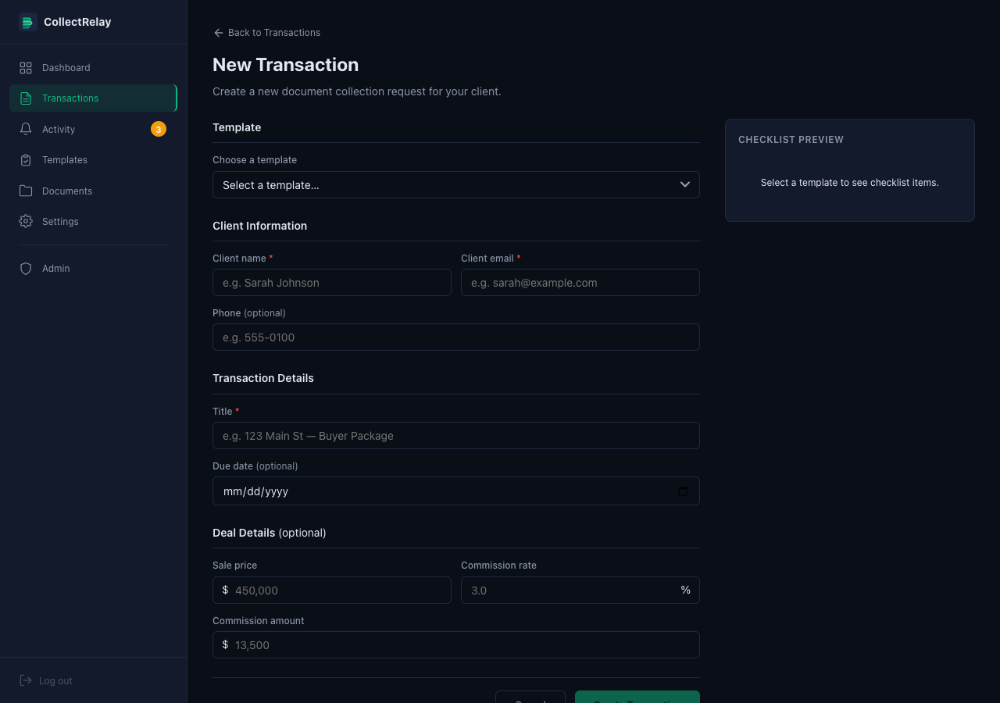 CollectRelay
Dashboard
Transactions
Activity
3
Templates
Documents
Settings
Admin
Log out
Back to Transactions
New Transaction
Create a new document collection request for your client.
Template
Choose a template
Select a template...
Client Information
Client name *
Client email *
e.g. Sarah Johnson
e.g. sarah@example.com
Phone (optional)
e.g. 555-0100
Transaction Details
Title *
e.g. 123 Main St — Buyer Package
Due date (optional)
mm/dd/yyyy
Deal Details (optional)
Sale price
Commission rate
$ 450,000
3.0 %
Commission amount
$ 13,500
CHECKLIST PREVIEW
Select a template to see checklist items.